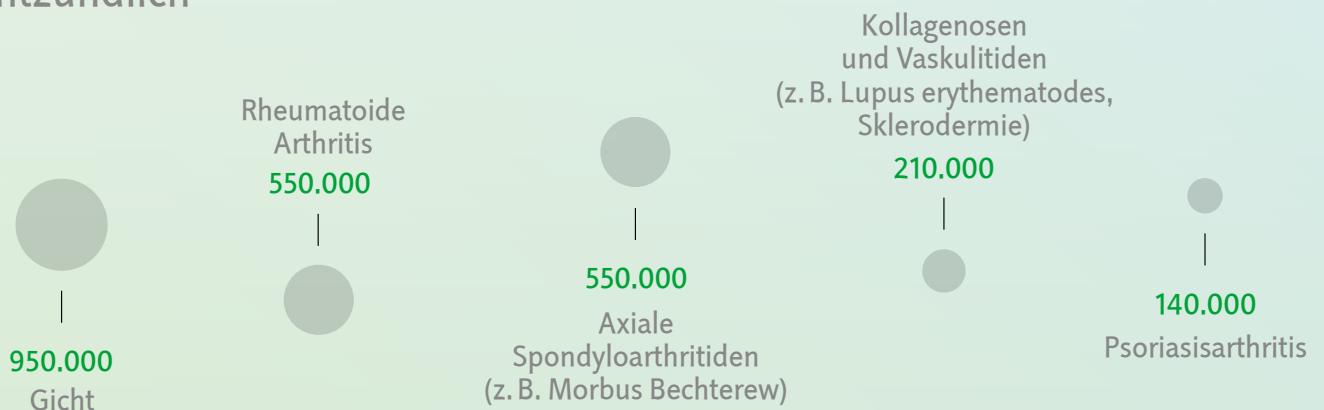 Rheumatoide
Arthritis
550.000
Kollagenosen
und Vaskulitiden
(z. B. Lupus erythematodes,
Sklerodermie)
210.000
950.000
Gicht
550.000
Axiale
Spondyloarthritiden
(z. B. Morbus Bechterew)
140.000
Psoriasisarthritis